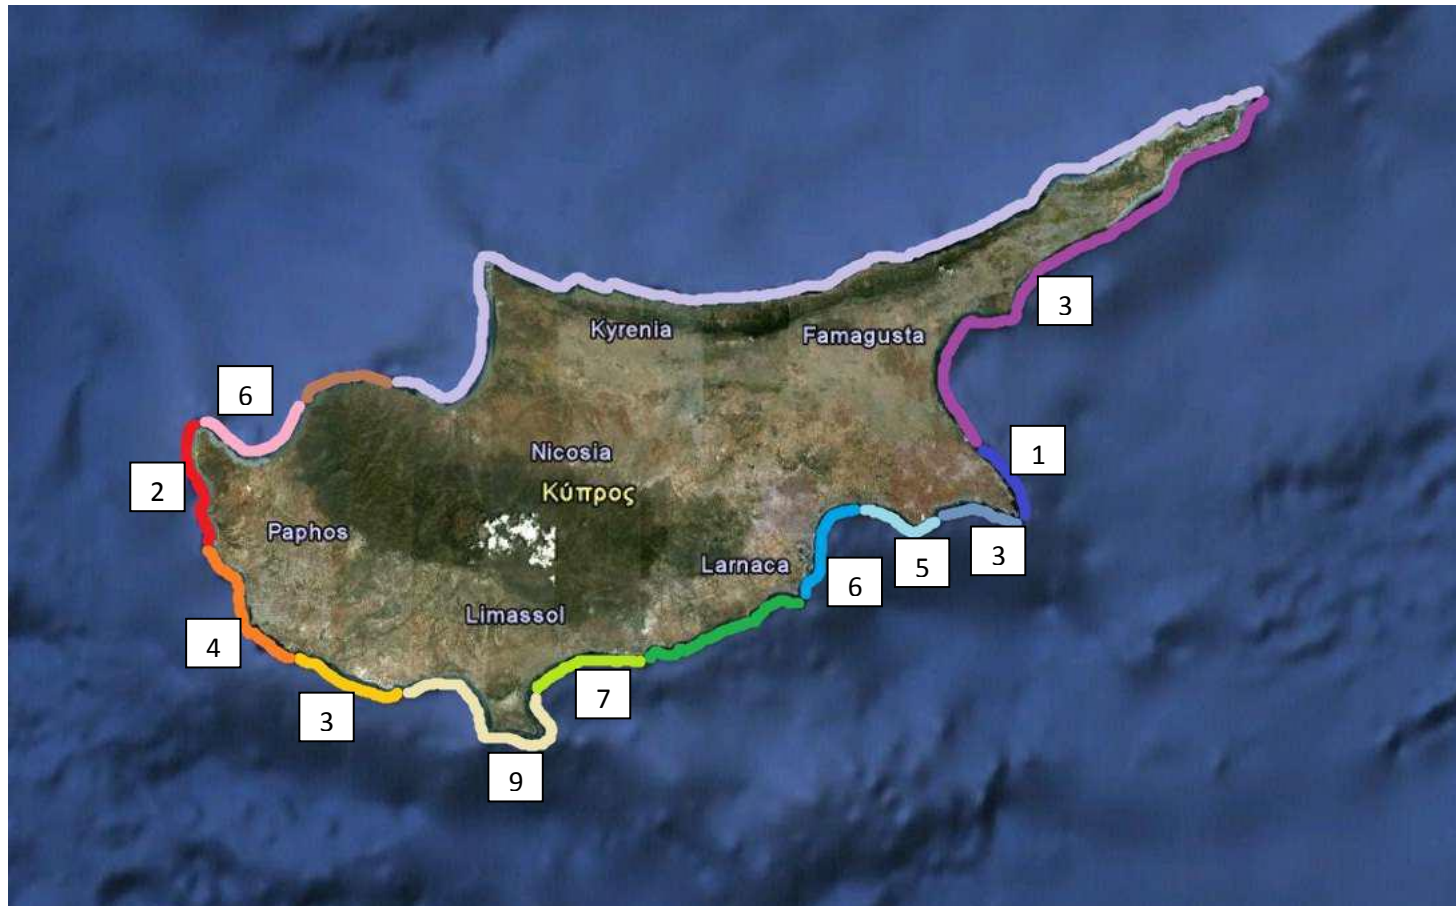 3
Kyrenia
Famagusta
6
1
Nicosia
2
Κύπρος
Paphos
3
Larnaca
5
6
Limassol
4
7
3
9